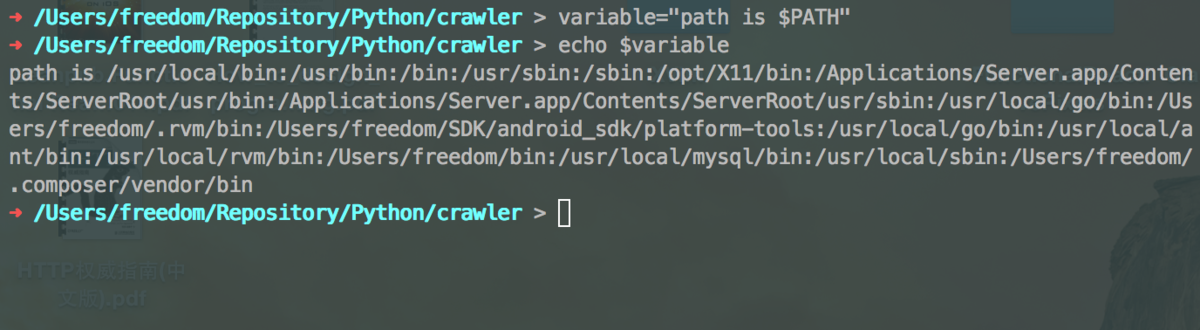 ➜ /Users/freedom/Repository/Python/crawler > variable="path is $PATH"
➜ /Users/freedom/Repository/Python/crawler > echo $variable
path is /usr/local/bin:/usr/bin:/bin:/usr/sbin:/sbin:/opt/X11/bin:/Applications/Server.app/Conten
ts/ServerRoot/usr/bin:/Applications/Server.app/Contents/ServerRoot/usr/sbin:/usr/local/go/bin:/Us
ers/freedom/.rvm/bin:/Users/freedom/SDK/android_sdk/platform-tools:/usr/local/go/bin:/usr/local/a
nt/bin:/usr/local/rvm/bin:/Users/freedom/bin:/usr/local/mysql/bin:/usr/local/sbin:/Users/freedom/
.composer/vendor/bin
➜ /Users/freedom/Repository/Python/crawler >
HTTP权威指南(中
文版).pdf